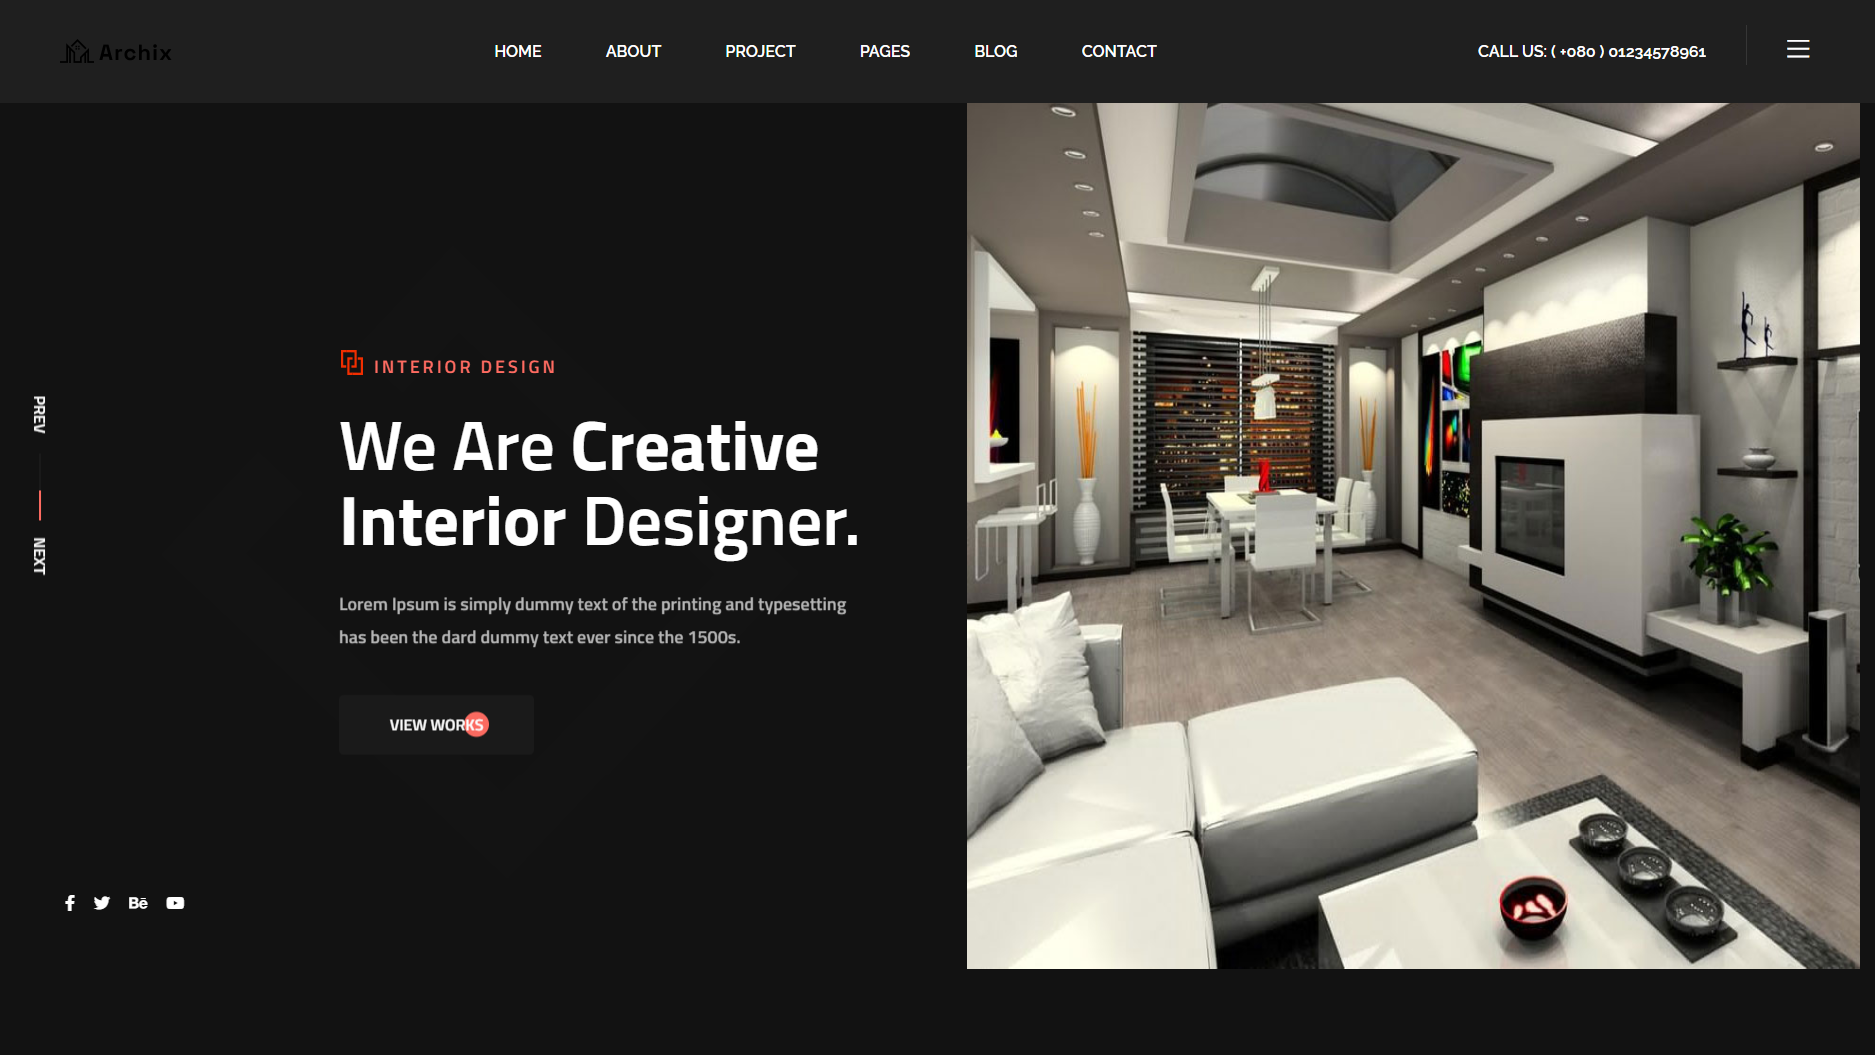 Archix
HOME
ABOUT
PROJECT
PAGES
BLOG
CONTACT
CALL US: ( +080 ) 01234578961
PREV
NEXT
INTERIOR DESIGN
We Are Creative
Interior Designer.
Lorem Ipsum is simply dummy text of the printing and typesetting
has been the dard dummy text ever since the 1500s.
VIEW WORKS
Bē